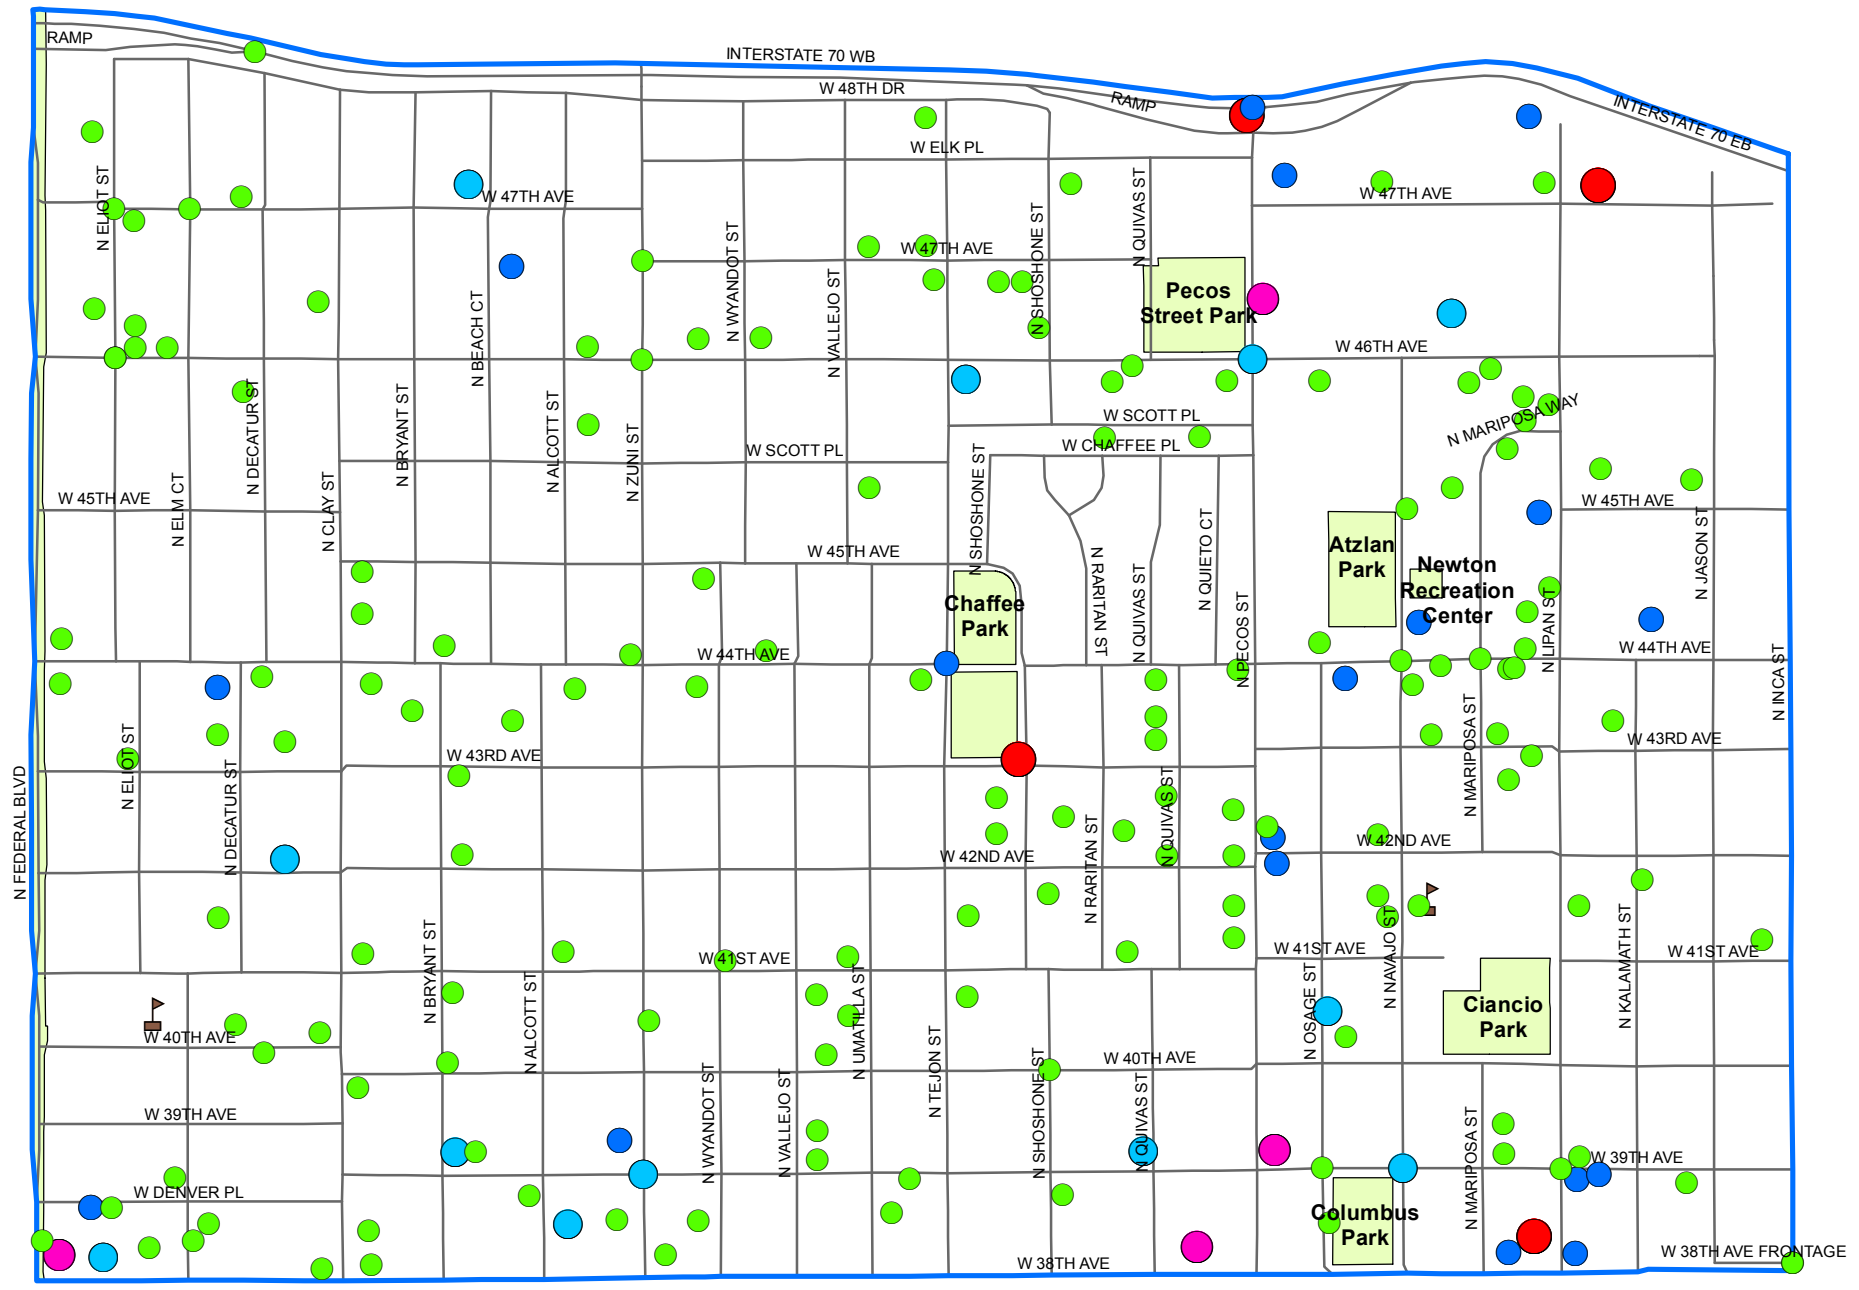 RAMP
INTERSTATE 70 WB
W 48TH DR
RAMP
INTERSTATE 70 EB
W ELK PL
N ELIOT ST
W 47TH AVE
N QUIVAS ST
W 47TH AVE
N WYANDOT ST
W 47TH AVE
N SHOSHONE ST
N VALLEJO ST
Pecos
Street Park
N BEACH CT
W 46TH AVE
N DECATUR ST
N BRYANT ST
N ALCOTT ST
N ZUNI ST
W SCOTT PL
W SCOTT PL
W CHAFFEE PL
N MARIPOSA WAY
W 45TH AVE
N ELM CT
N CLAY ST
N SHOSHONE ST
W 45TH AVE
W 45TH AVE
N JASON ST
N RARITAN ST
N QUIVAS ST
N QUIETO CT
N PECOS ST
Atzlan
Park
Newton
Recreation
Center
Chaffee
Park
N LIPAN ST
W 44TH AVE
W 44TH AVE
N INCA ST
N ELIOT ST
N DECATUR ST
W 43RD AVE
N MARIPOSA ST
W 43RD AVE
N FEDERAL BLVD
N QUIVAS ST
N RARITAN ST
W 42ND AVE
W 42ND AVE
N BRYANT ST
W 41ST AVE
W 41ST AVE
N NAVAJO ST
N KALAMATH ST
W 41ST AVE
N ALCOTT ST
N UMATILLA ST
N OSAGE ST
Ciancio
Park
W 40TH AVE
N TEJON ST
W 40TH AVE
N WYANDOT ST
N VALLEJO ST
N SHOSHONE ST
N QUIVAS ST
W 39TH AVE
N MARIPOSA ST
W 39TH AVE
W DENVER PL
Columbus
Park
W 38TH AVE
W 38TH AVE FRONTAGE